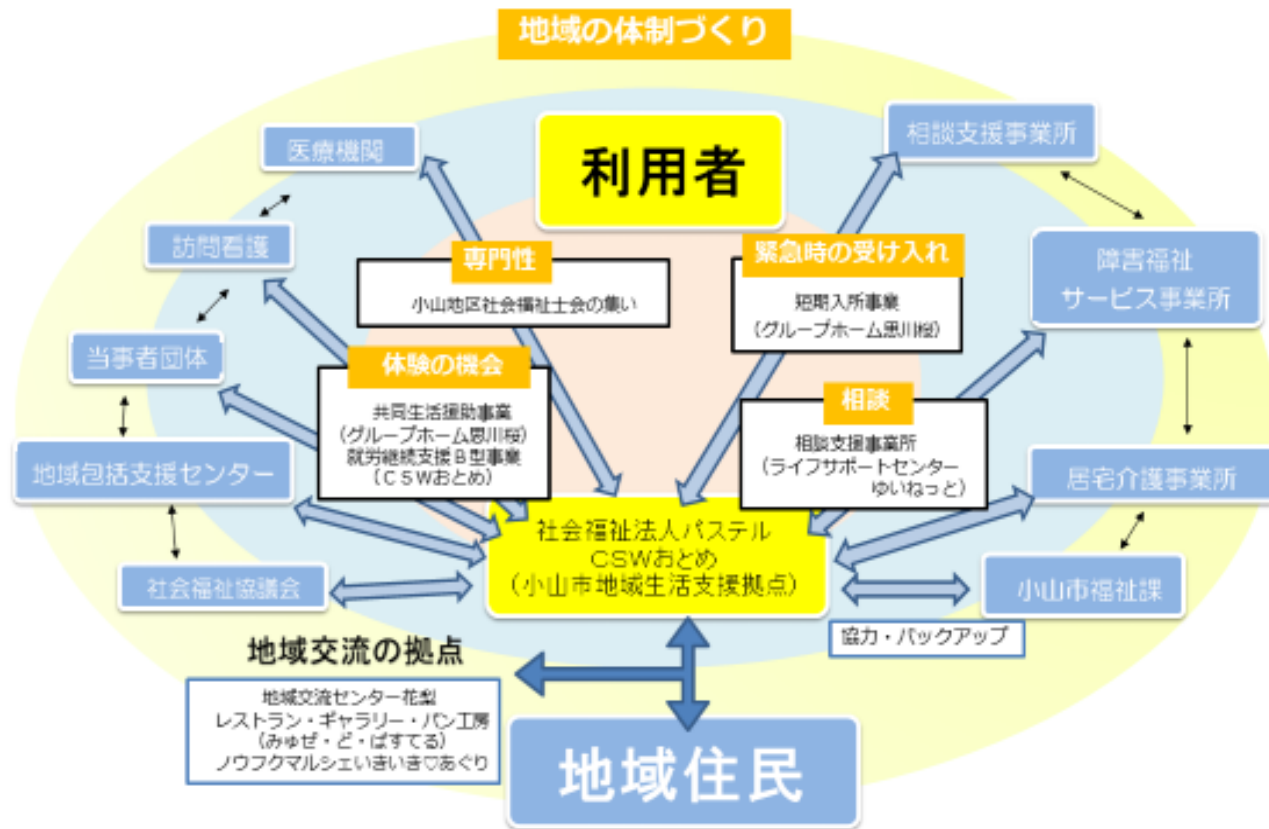 地域の体制づくり
利用者
医療機関
相談支援事業所
訪問看護
専門性
小山地区社会福祉士会の集い
緊急時の受け入れ
短期入所事業
(グループホーム思川桜)
障害福祉
サービス事業所
当事者団体
体験の機会
共同生活援助事業
(グループホーム思川桜)
就労継続支援B型事業
(CSWおとめ)
相談
相談支援事業所
(ライフサポートセンター
ゆいねっと)
地域包括支援センター
居宅介護事業所
社会福祉法人パステル
CSWおとめ
(小山市地域生活支援拠点)
社会福祉協議会
小山市福祉課
協力・バックアップ
地域交流の拠点
地域交流センター花梨
レストラン・ギャラリー・パン工房
(みゅぜ・ど・ぱすてる)
ノウフクマルシェいきいき♡あぐり
地域住民